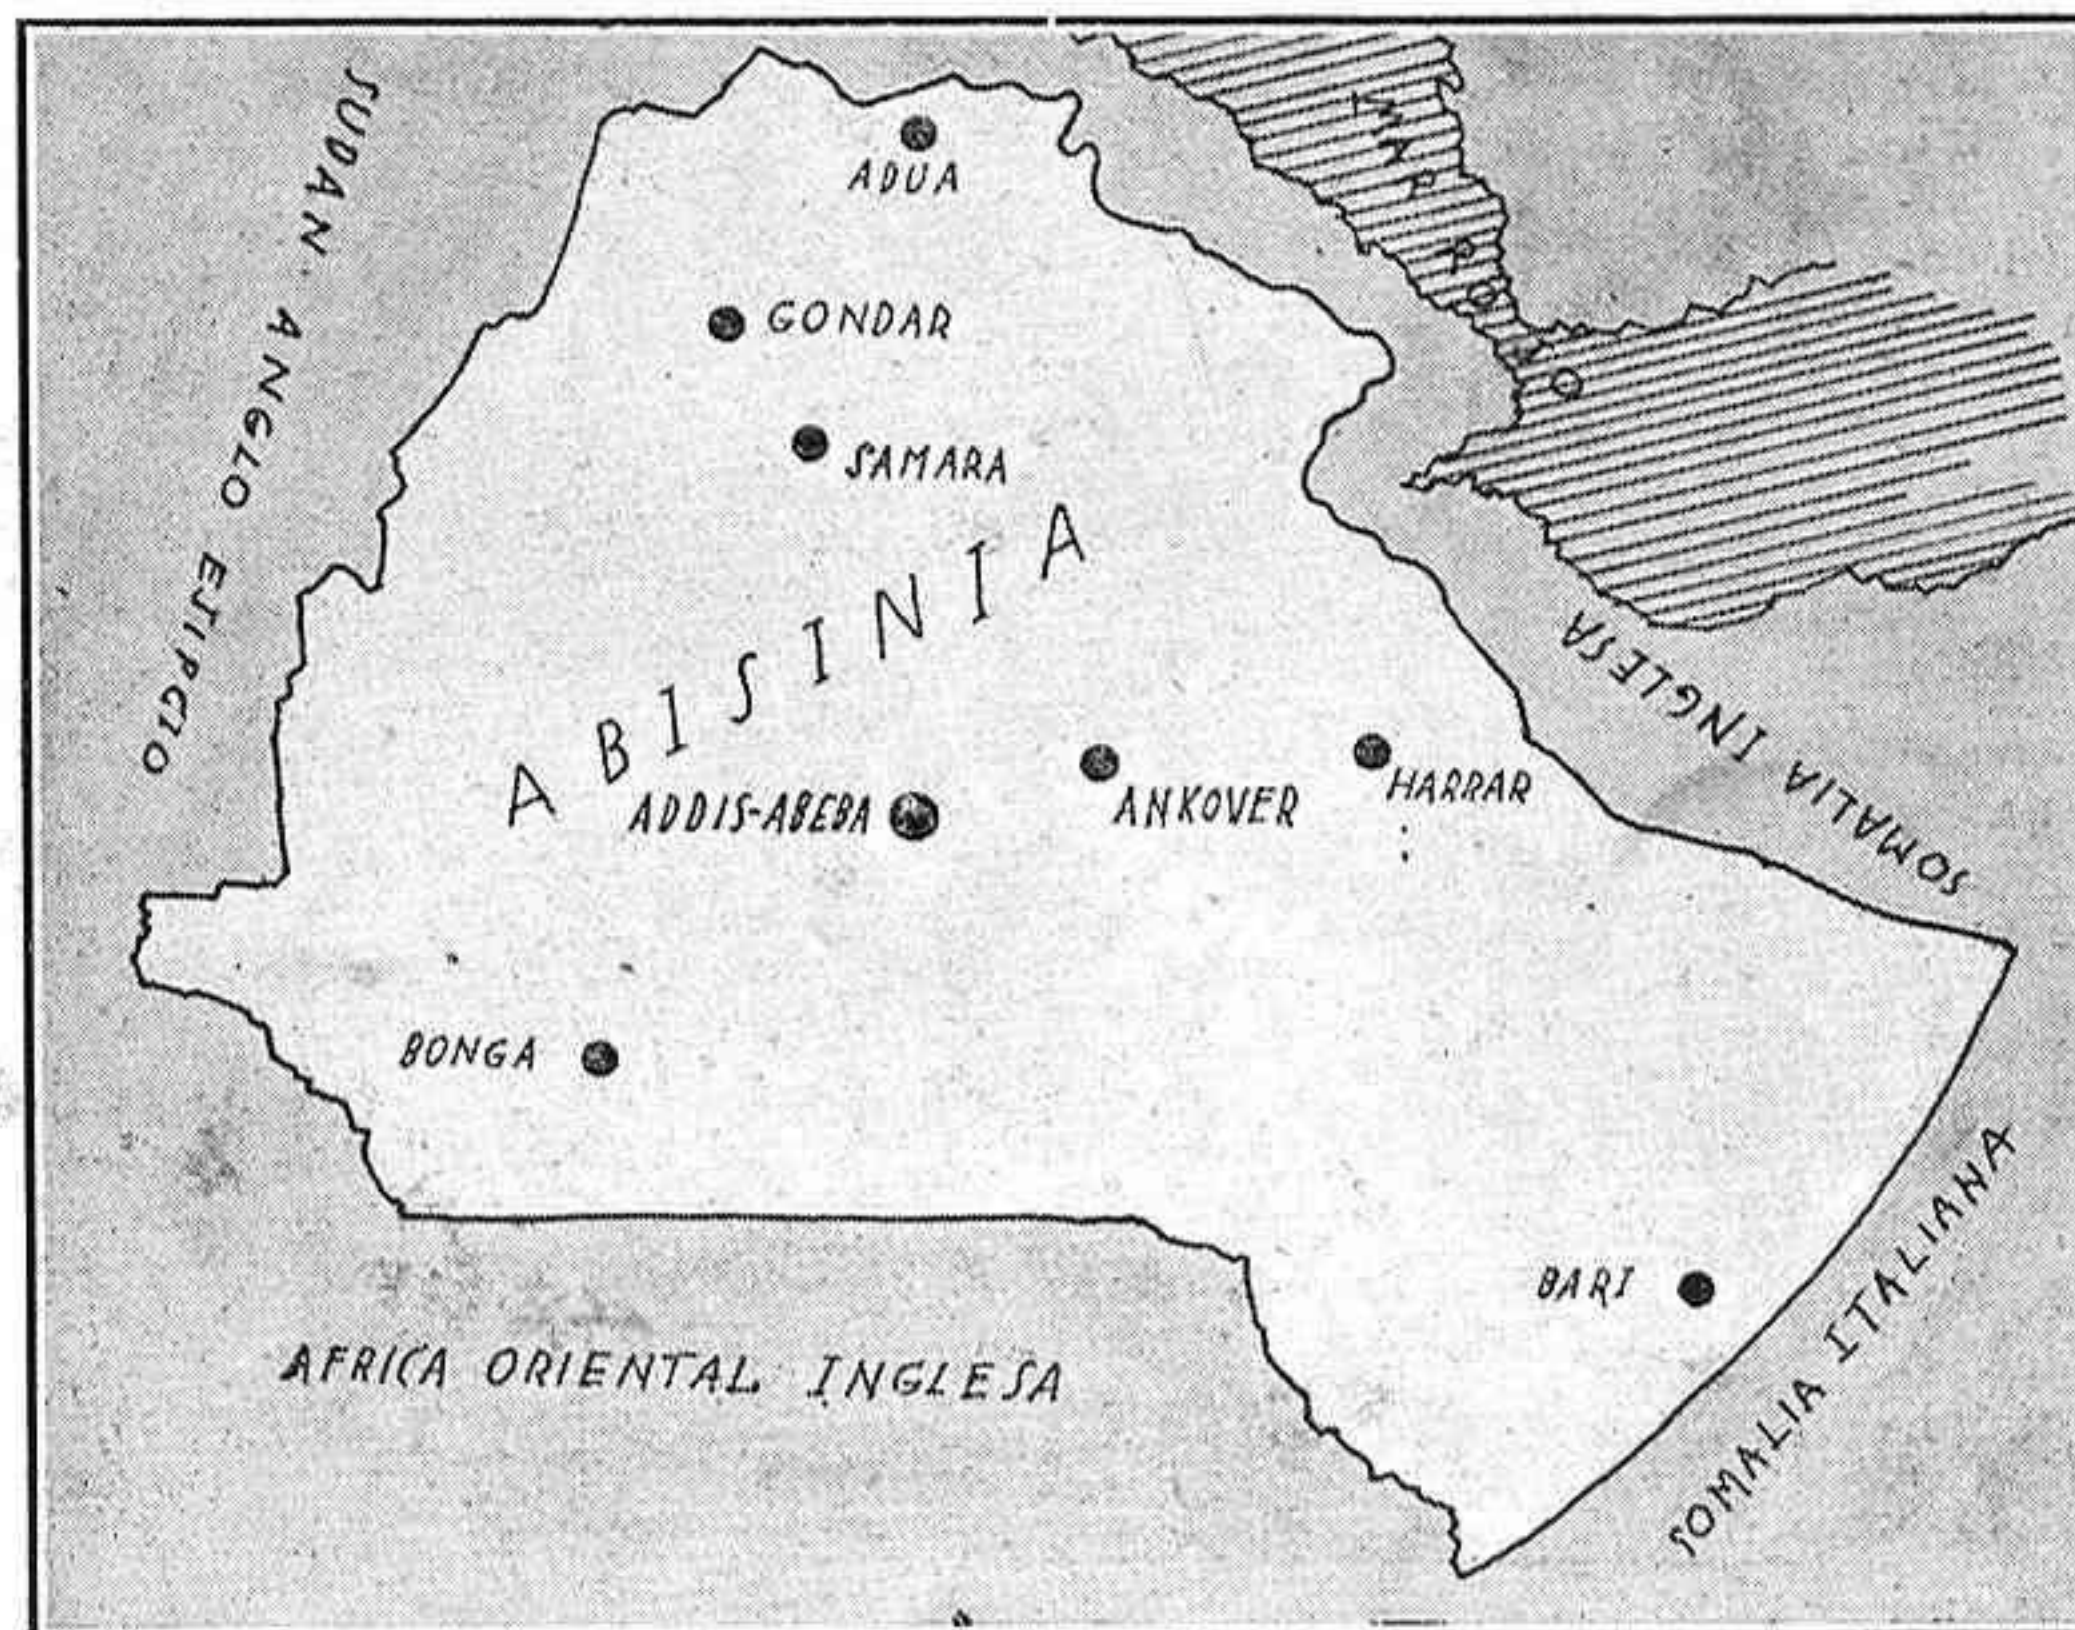 SUDAN ANGLO EJIPCIO
MAR ROJO
ADUA
GONDAR
SAMARA
ABISINIA
ADDIS-ABEBA
ANKOVER
HARRAR
SOMALIA INGLESA
BONGA
BARI
SOMALIA ITALIANA
AFRICA ORIENTAL INGLESA